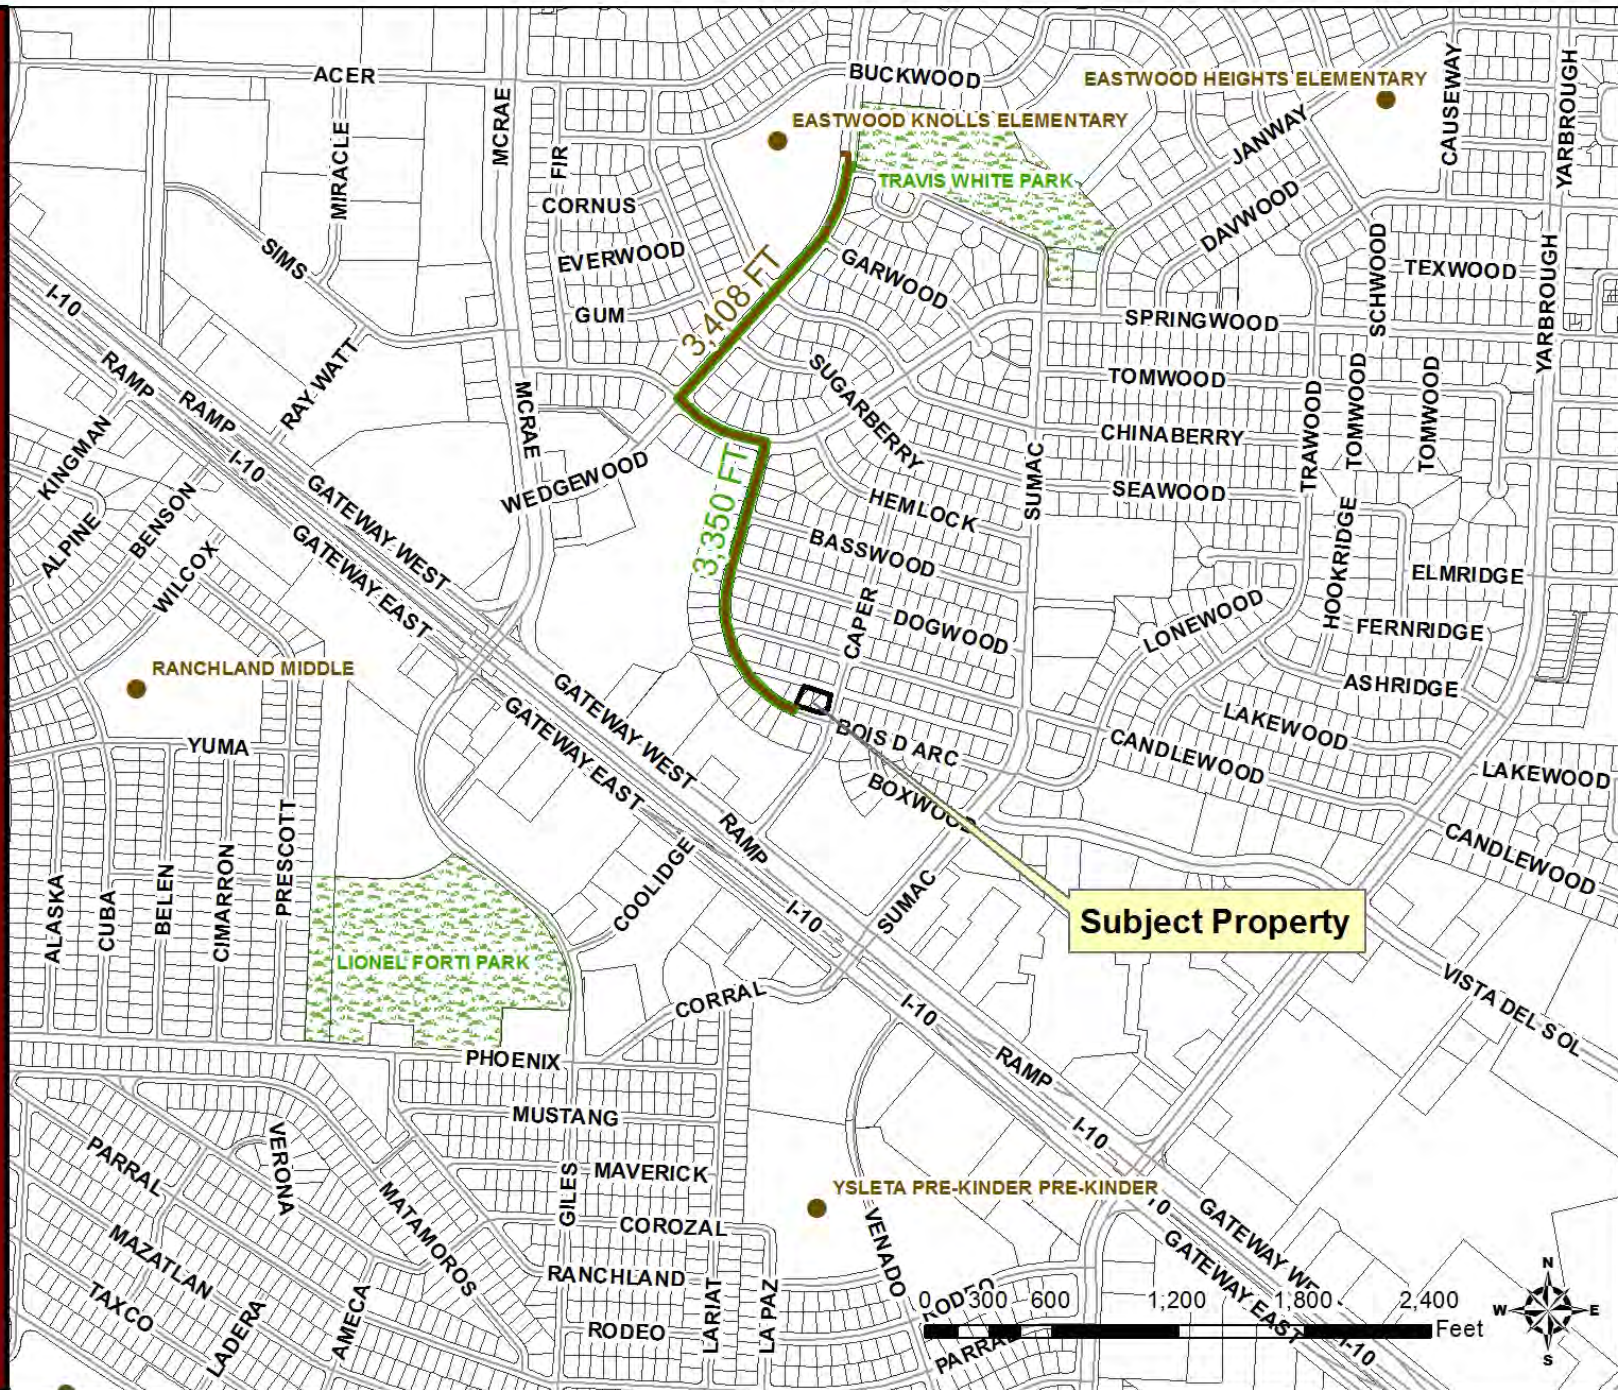 ACER
BUCKWOOD
EASTWOOD HEIGHTS ELEMENTARY
CAUSEWAY
YARBROUGH
MCRAE
EASTWOOD KNOLLS ELEMENTARY
JANWAY
MIRACLE
FIR
TRAVIS WHITE PARK
CORNUS
DAVWOOD
SIMS
EVERWOOD
GARWOOD
SCHWOOD
TEXWOOD
YARBROUGH
I-10
GUM
3,408 FT
SPRINGWOOD
RAMP
RAMP
RAY WATT
SUGARBERRY
TOMWOOD
TOMWOOD
TOMWOOD
TRAWOOD
MCRAE
KINGMAN
I-10
CHINABERRY
WEDGEWOOD
GATEWAY WEST
3,350 FT
SUMAC
SEAWOOD
HEMLOCK
ALPINE
BENSON
BASSWOOD
HOOKRIDGE
ELMRIDGE
WILCOX
GATEWAY EAST
CAPER
DOGWOOD
LONEWOOD
FERNRIDGE
RANCHLAND MIDDLE
ASHRIDGE
GATEWAY WEST
LAKEWOOD
YUMA
GATEWAY EAST
BOIS D ARC
CANDLEWOOD
LAKEWOOD
BOXWOOD
RAMP
PRESCOTT
CANDLEWOOD
COOLIDGE
ALASKA
CUBA
BELEN
CIMARRON
SUMAC
I-10
Subject Property
LIONEL FORTI PARK
CORRAL
I-10
VISTA DEL SOL
PHOENIX
RAMP
MUSTANG
I-10
PARRAL
VERONA
MAVERICK
GILES
YSLETA PRE-KINDER PRE-KINDER
MATAMOROS
COROZAL
VENADO
10
GATEWAY WE
MAZATLAN
RANCHLAND
GATEWAY EAST
N
TAXCO
LADERA
AMECA
LARIAT
LA PAZ
0 300 600 1,200 1,800 2,400
W E
RODEO
Feet
PARRAL
I-10
S